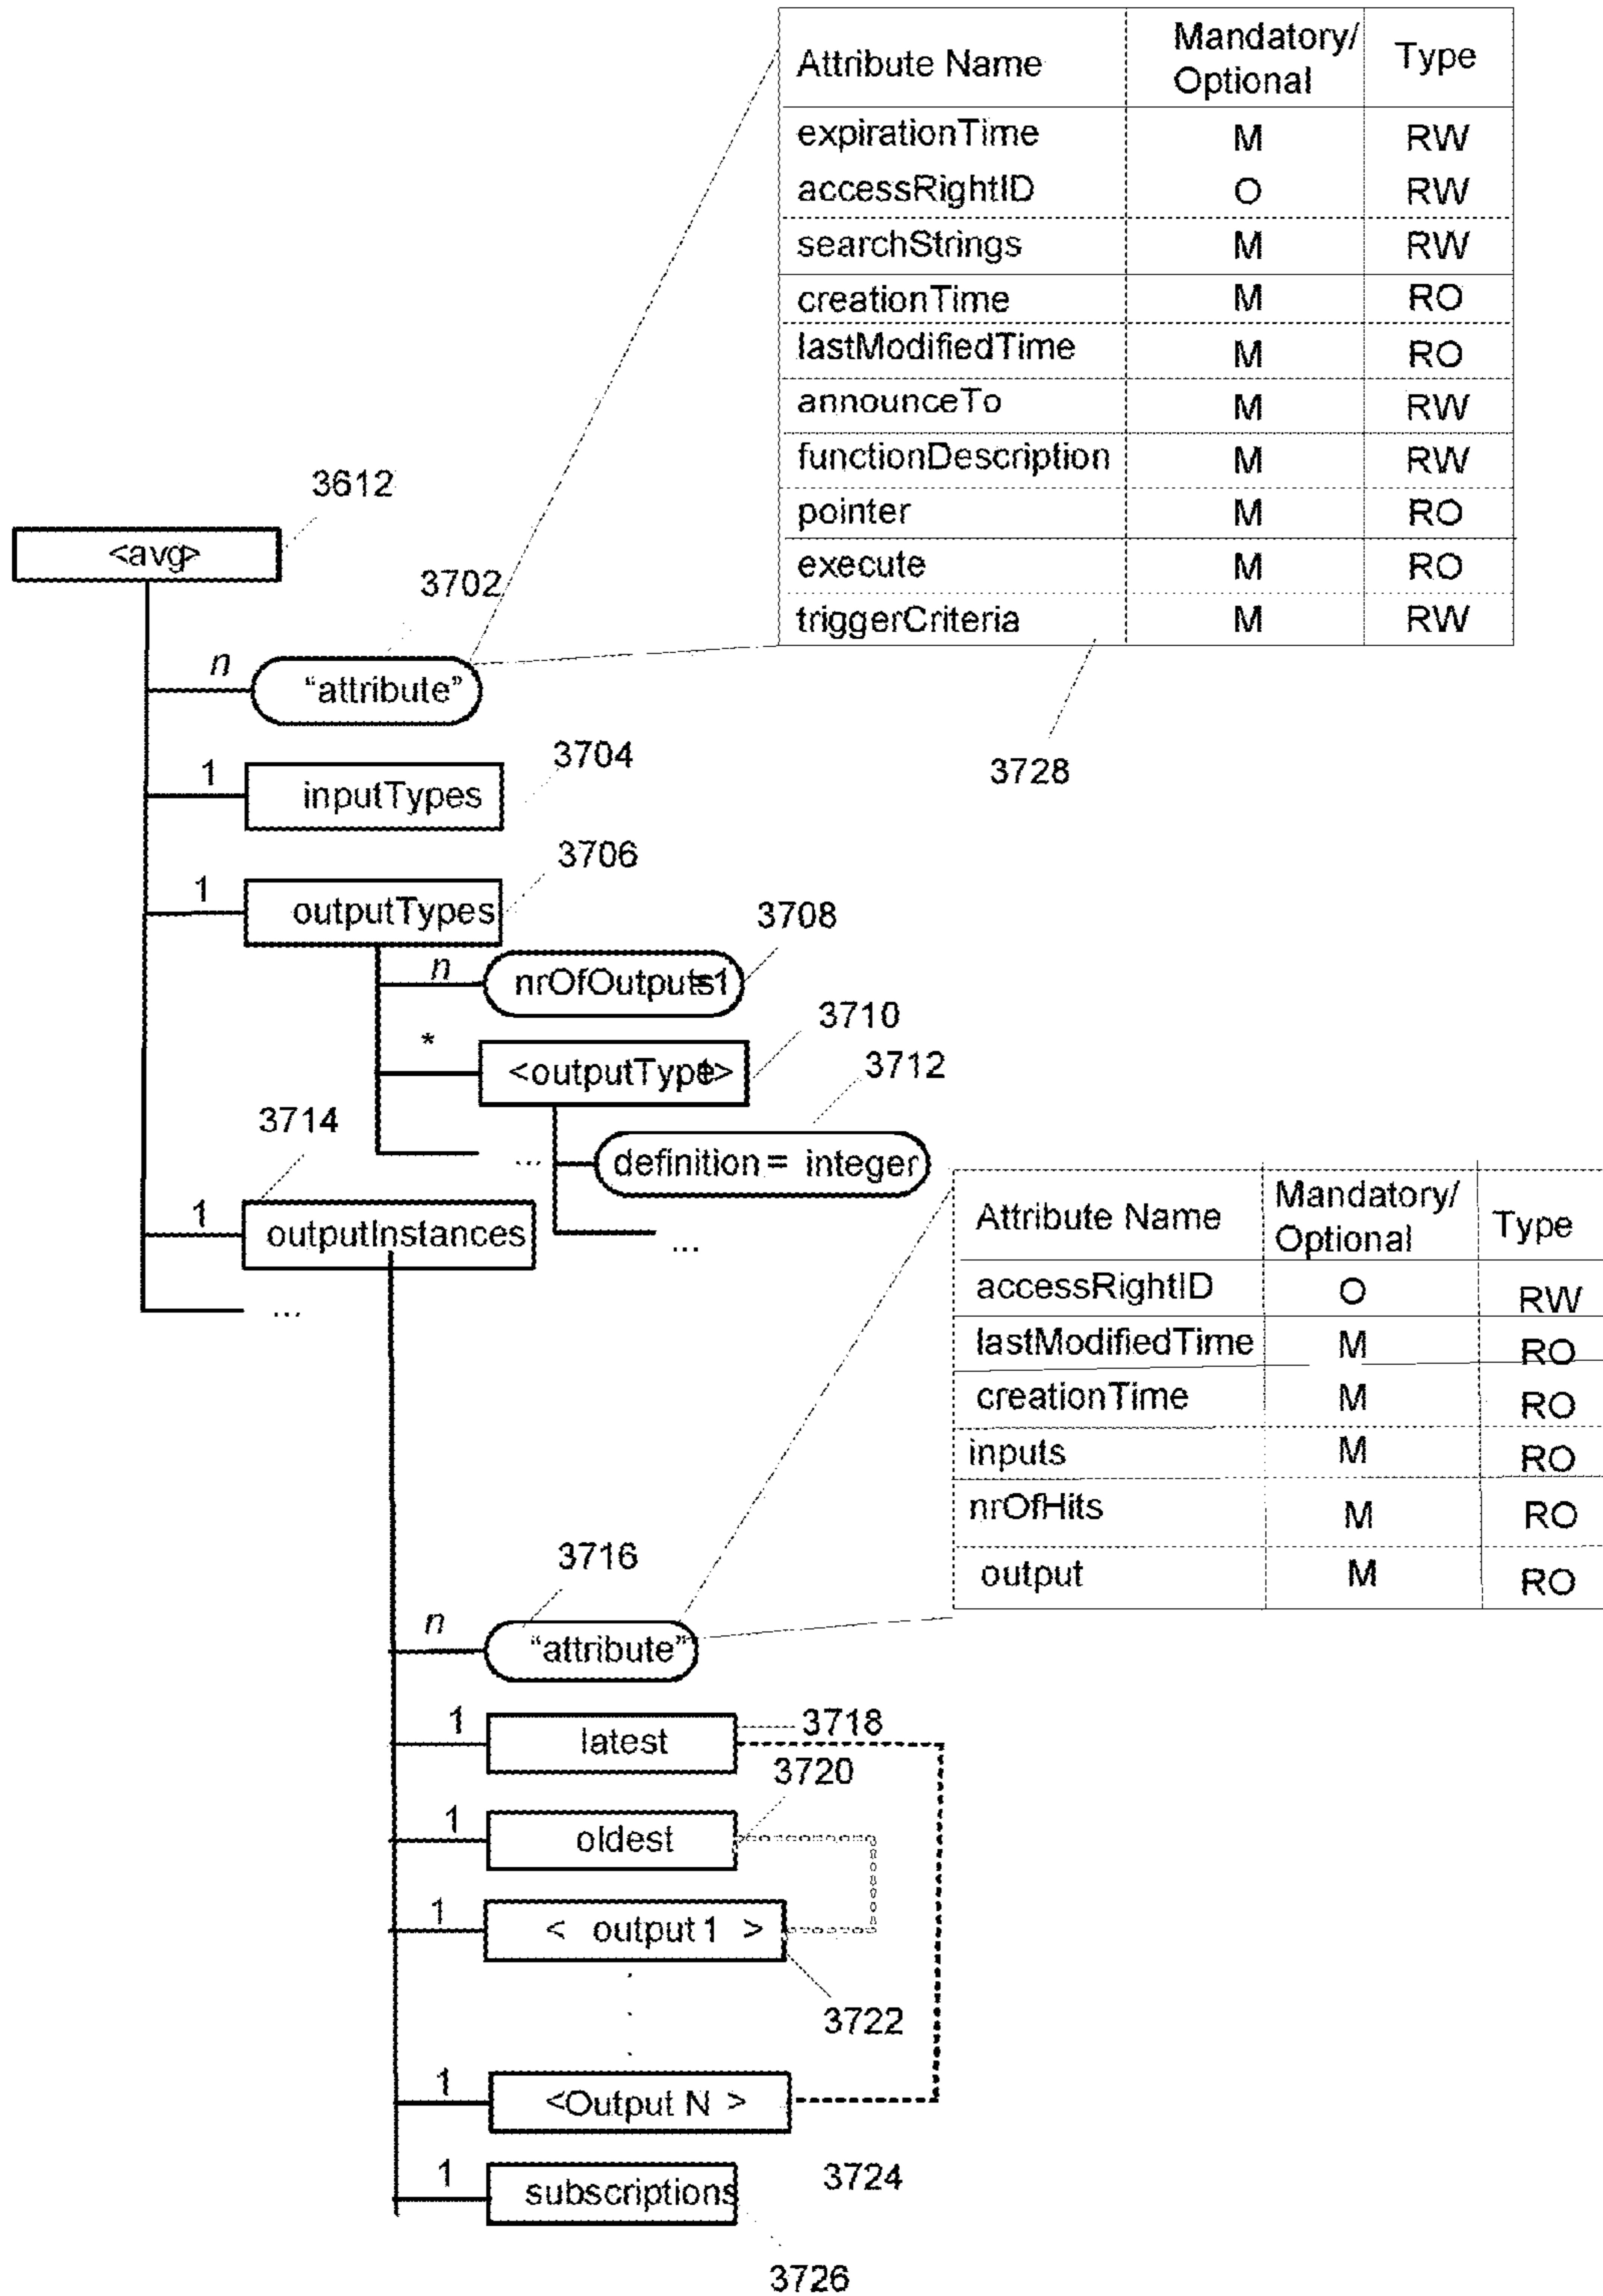 Attribute Name Mandatory/ Optional Type
expirationTime M RW
accessRightID O RW
searchStrings M RW
creationTime M RO
lastModifiedTime M RO
announceTo M RW
functionDescription M RW
pointer M RO
execute M RO
triggerCriteria M RW
3728
3612
<avg>
3702
n "attribute"
3704
1 inputTypes
3706
1 outputTypes
3708
n nrOfOutputs=1
3710
* <outputType>
3712
... definition = integer
...
3714
1 outputInstances
...
Attribute Name Mandatory/ Optional Type
accessRightID O RW
lastModifiedTime M RO
creationTime M RO
inputs M RO
nrOfHits M RO
output M RO
3716
n "attribute"
1 latest 3718
3720
1 oldest
1 < output 1 >
3722
1 <Output N >
3724
1 subscriptions
3726